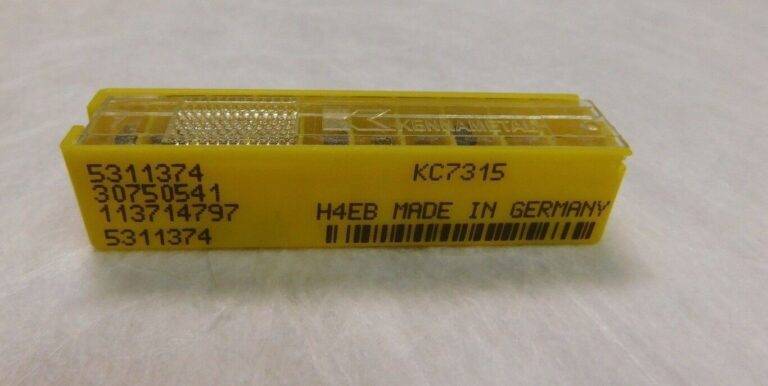 KENNAMETAL
5311374 KC7315
30750541
113714797 H4EB MADE IN GERMANY
5311374